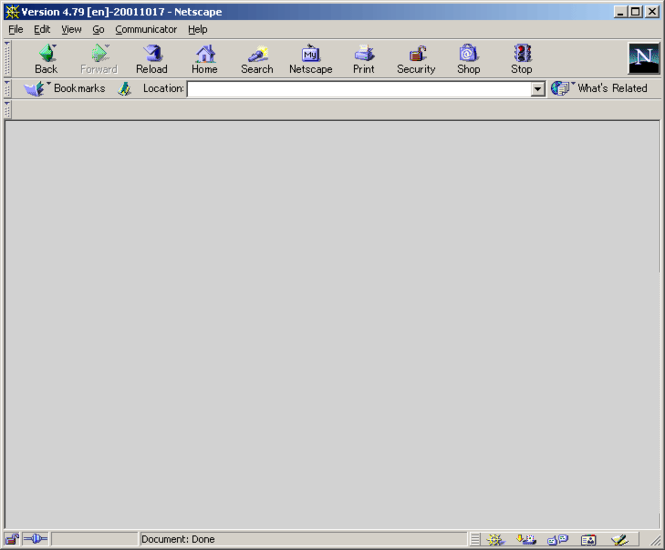 Version 4.79 [en]-20011017 - Netscape
File Edit View Go Communicator Help
My N
Back Forward Reload Home Search Netscape Print Security Shop Stop
Bookmarks Location: What's Related
Document: Done